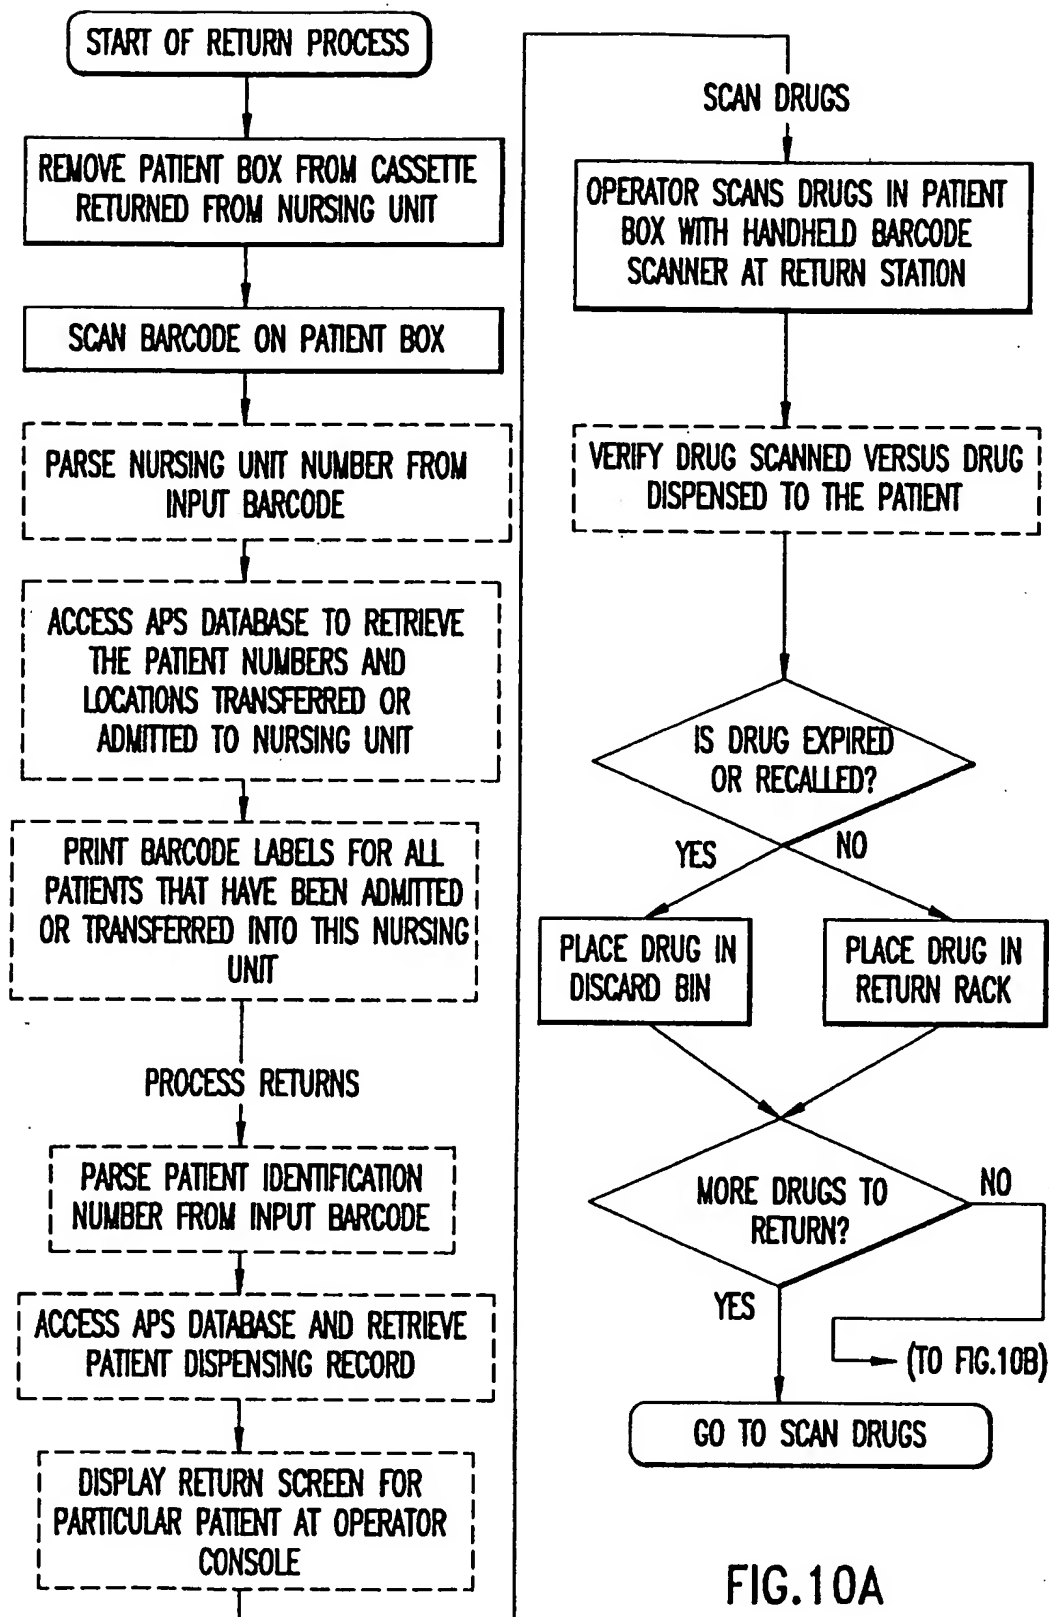 START OF RETURN PROCESS
REMOVE PATIENT BOX FROM CASSETTE
RETURNED FROM NURSING UNIT
SCAN BARCODE ON PATIENT BOX
PARSE NURSING UNIT NUMBER FROM
INPUT BARCODE
ACCESS APS DATABASE TO RETRIEVE
THE PATIENT NUMBERS AND
LOCATIONS TRANSFERRED OR
ADMITTED TO NURSING UNIT
PRINT BARCODE LABELS FOR ALL
PATIENTS THAT HAVE BEEN ADMITTED
OR TRANSFERRED INTO THIS NURSING
UNIT
PROCESS RETURNS
PARSE PATIENT IDENTIFICATION
NUMBER FROM INPUT BARCODE
ACCESS APS DATABASE AND RETRIEVE
PATIENT DISPENSING RECORD
DISPLAY RETURN SCREEN FOR
PARTICULAR PATIENT AT OPERATOR
CONSOLE
SCAN DRUGS
OPERATOR SCANS DRUGS IN PATIENT
BOX WITH HANDHELD BARCODE
SCANNER AT RETURN STATION
VERIFY DRUG SCANNED VERSUS DRUG
DISPENSED TO THE PATIENT
IS DRUG EXPIRED
OR RECALLED?
YES
NO
PLACE DRUG IN
DISCARD BIN
PLACE DRUG IN
RETURN RACK
MORE DRUGS TO
RETURN?
NO
YES
(TO FIG.10B)
GO TO SCAN DRUGS
FIG.10A